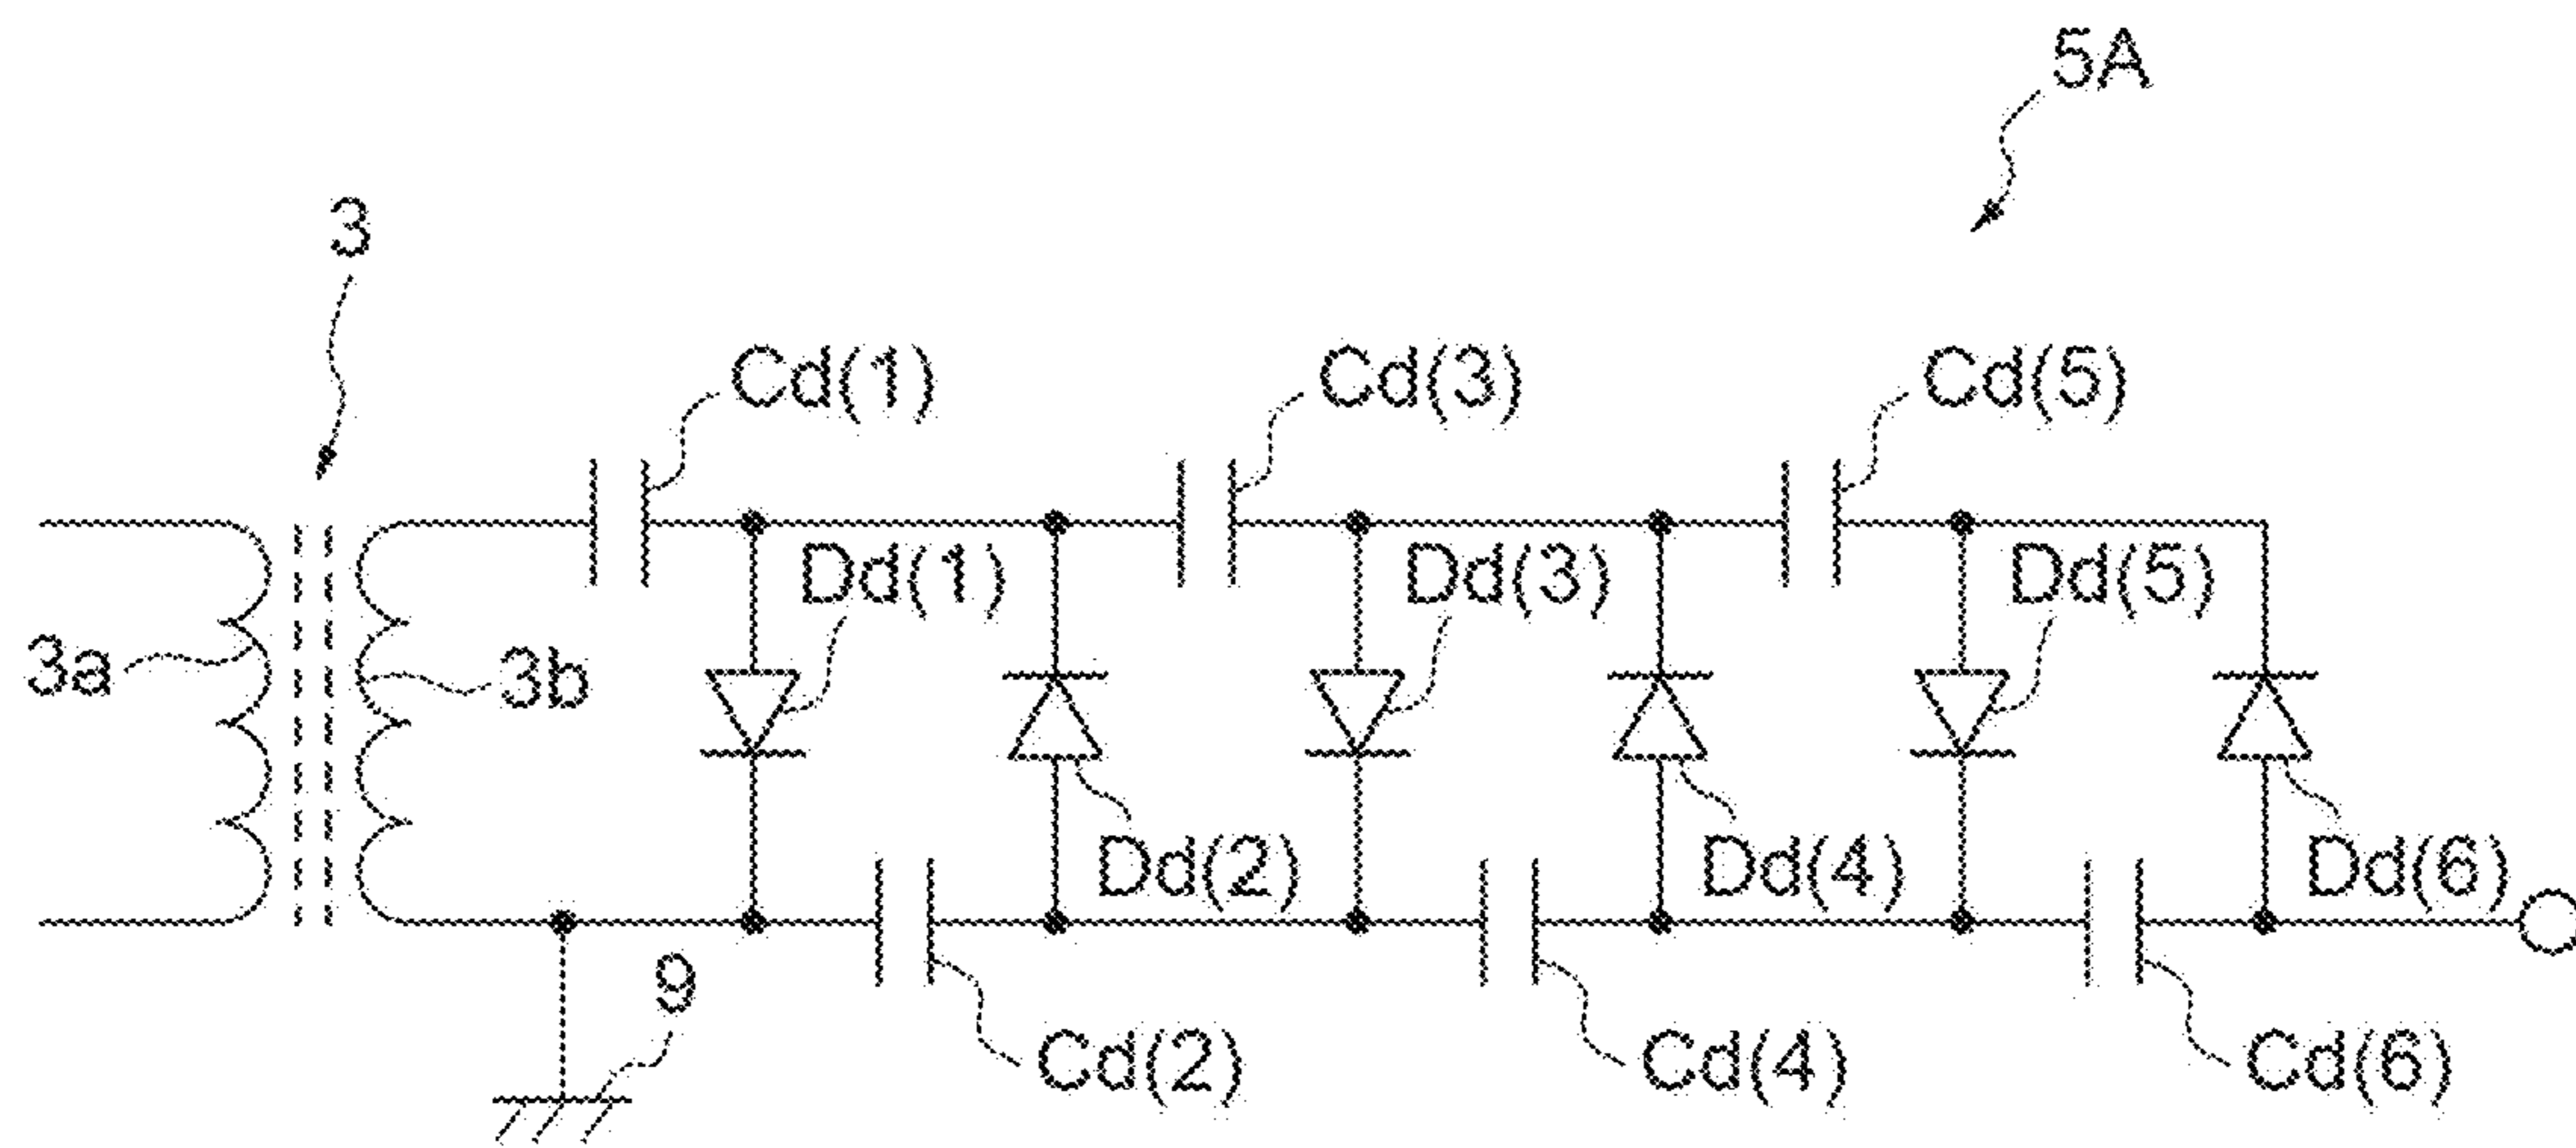 5A
3
Cd(1)
Cd(3)
Cd(5)
Dd(1)
Dd(3)
Dd(5)
3a
3b
Dd(2)
Dd(4)
Dd(6)
9
Cd(2)
Cd(4)
Cd(6)